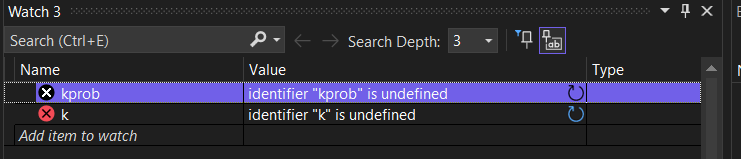 Watch 3
Search (Ctrl+E) Search Depth: 3
Name Value Type
kprob identifier "kprob" is undefined
k identifier "k" is undefined
Add item to watch